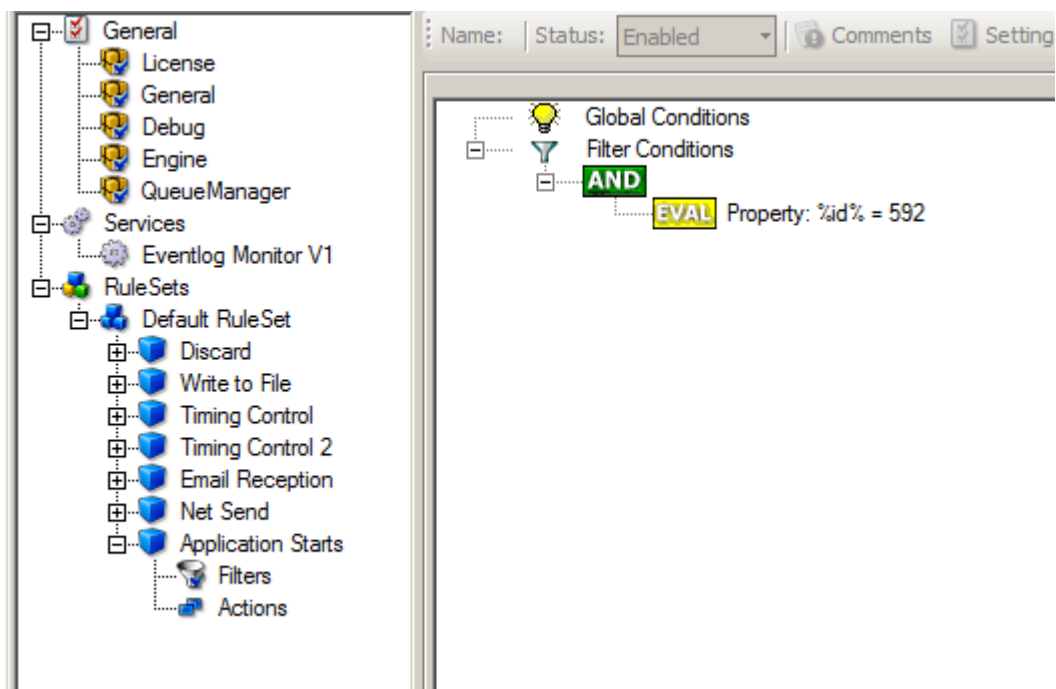 General
License
General
Debug
Engine
QueueManager
Services
Eventlog Monitor V1
RuleSets
Default RuleSet
Discard
Write to File
Timing Control
Timing Control 2
Email Reception
Net Send
Application Starts
Filters
Actions
Name: Status: Enabled Comments Setting
Global Conditions
Filter Conditions
AND
EVAL Property: %id% = 592